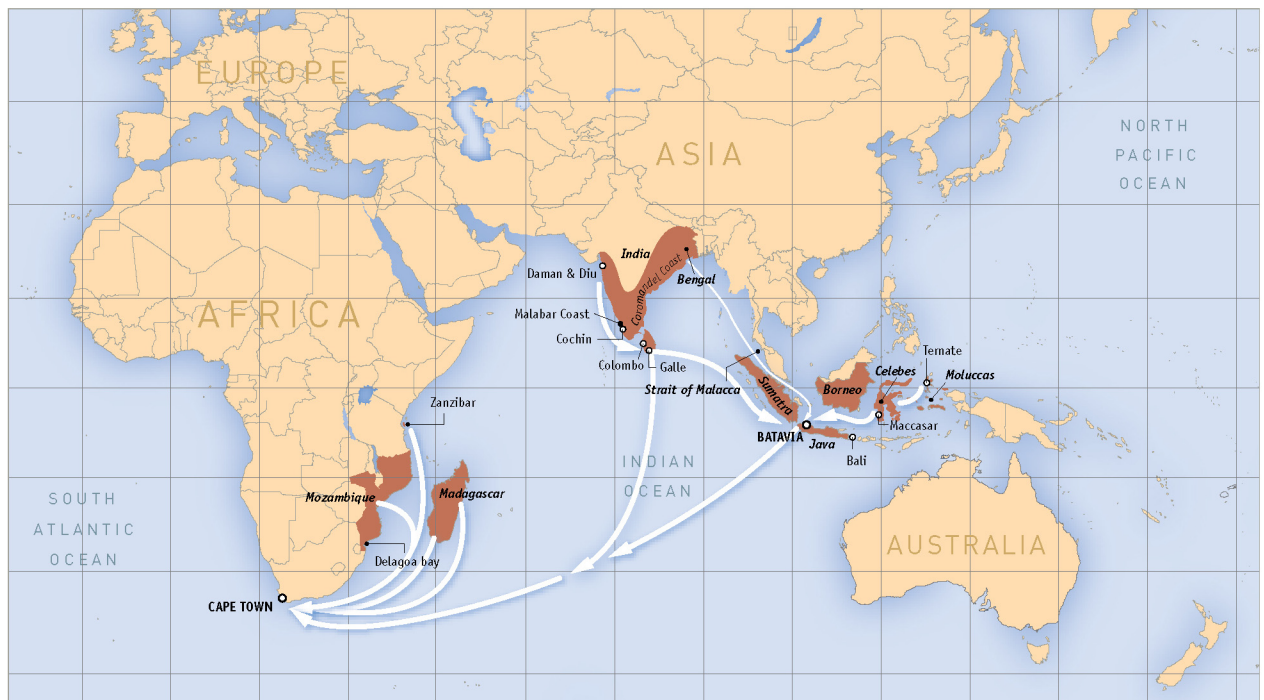 EUROPE
ASIA
NORTH
PACIFIC
OCEAN
AFRICA
India
Daman & Diu
Coromandel Coast
Bengal
Malabar Coast
Cochin
Colombo
Galle
Strait of Malacca
Sumatra
Borneo
Celebes
Ternate
Moluccas
Zanzibar
Maccasar
BATAVIA
Java
Bali
INDIAN
OCEAN
SOUTH
ATLANTIC
OCEAN
Mozambique
Madagascar
Delagoa bay
AUSTRALIA
CAPE TOWN